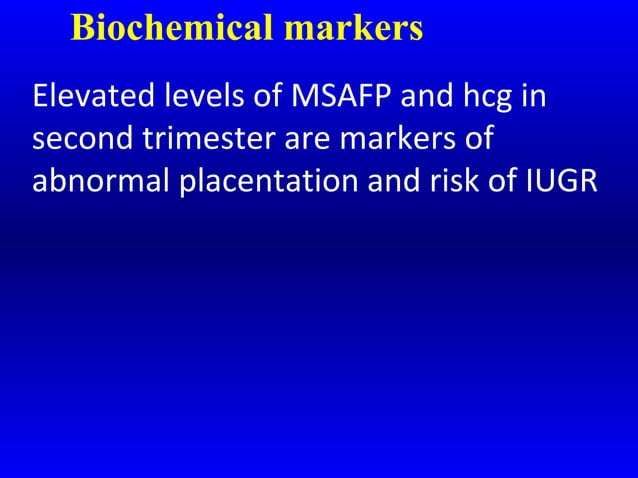 Biochemical markers
Elevated levels of MSAFP and hcg in
second trimester are markers of
abnormal placentation and risk of IUGR